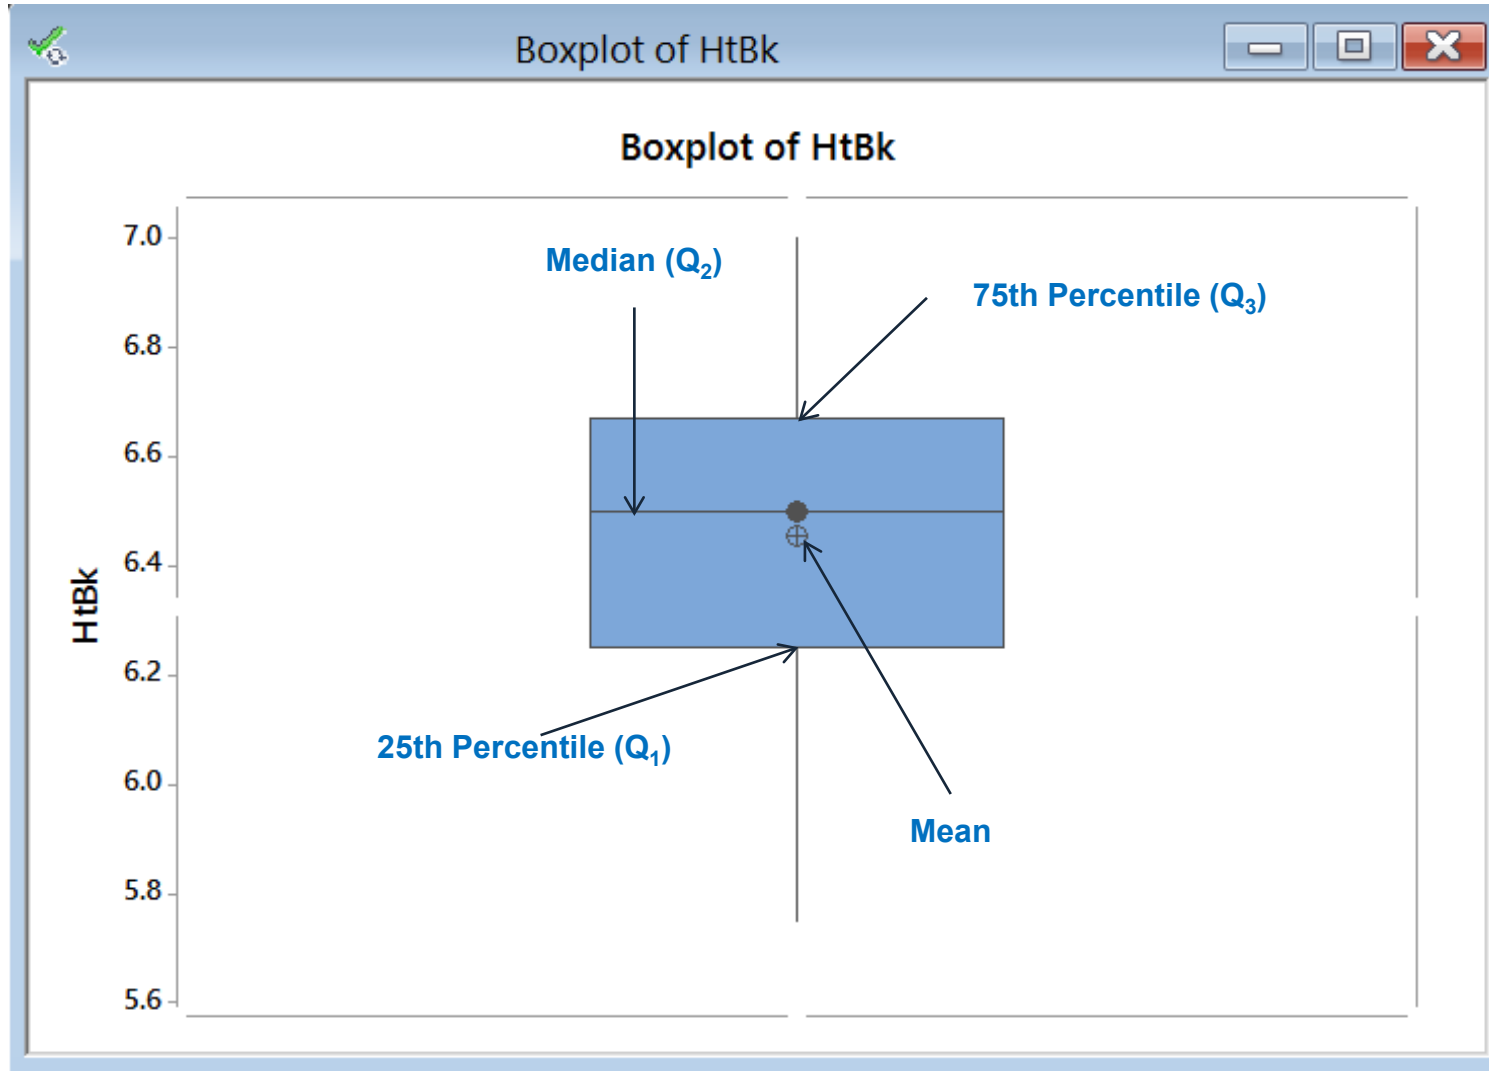 Boxplot of HtBk
Boxplot of HtBk
7.0
Median (Q2)
75th Percentile (Q3)
6.8
6.6
6.4
HtBk
6.2
25th Percentile (Q1)
6.0
Mean
5.8
5.6